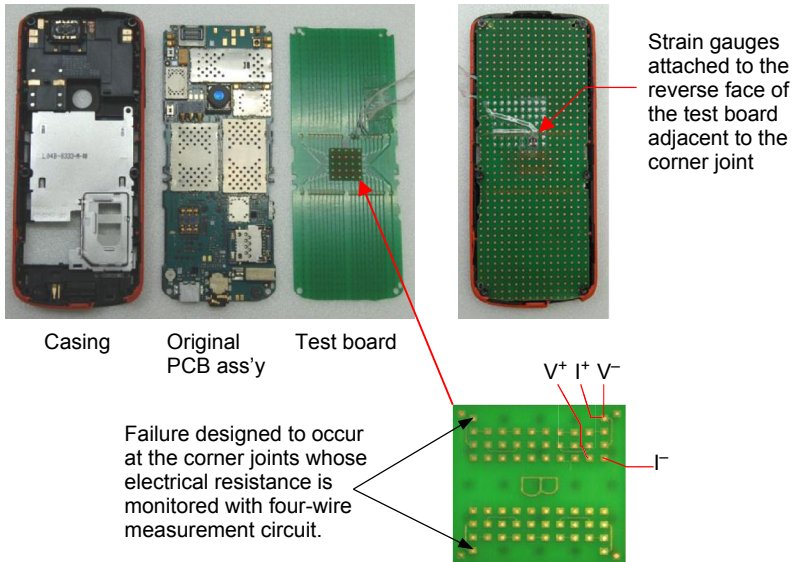 Strain gauges
attached to the
reverse face of
the test board
adjacent to the
corner joint
Casing
Original
PCB ass'y
Test board
V⁺ I⁺ V⁻
I⁻
Failure designed to occur
at the corner joints whose
electrical resistance is
monitored with four-wire
measurement circuit.